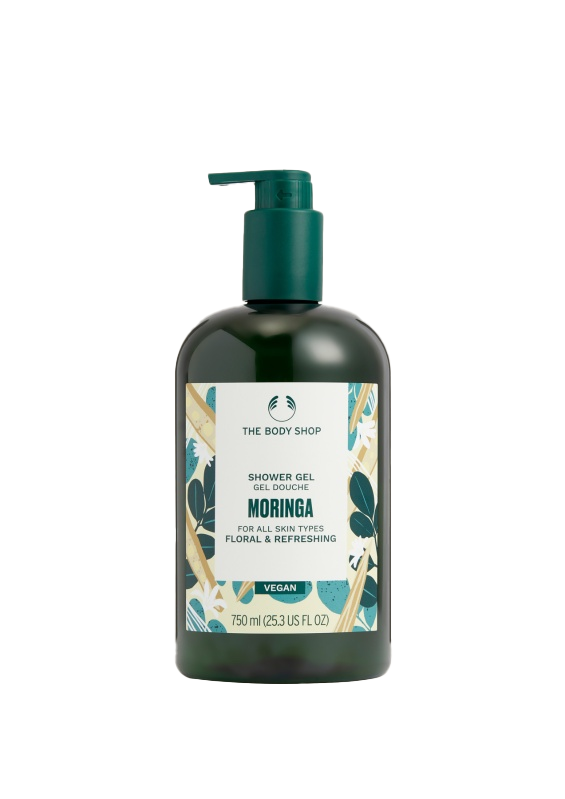 THE BODY SHOP
SHOWER GEL
GEL DOUCHE
MORINGA
FOR ALL SKIN TYPES
FLORAL & REFRESHING
VEGAN
750 ml (25.3 US FL OZ)